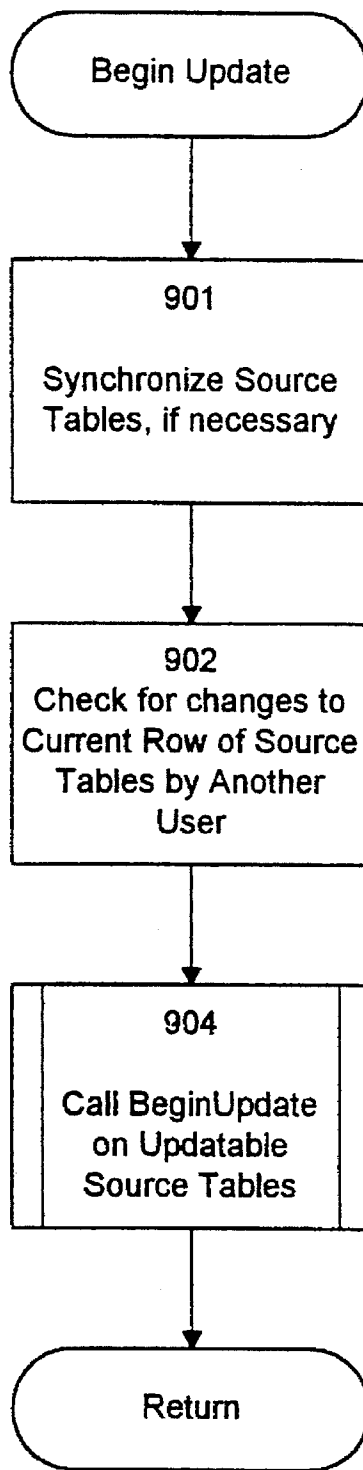 Begin Update
901
Synchronize Source
Tables, if necessary
902
Check for changes to
Current Row of Source
Tables by Another
User
904
Call BeginUpdate
on Updatable
Source Tables
Return